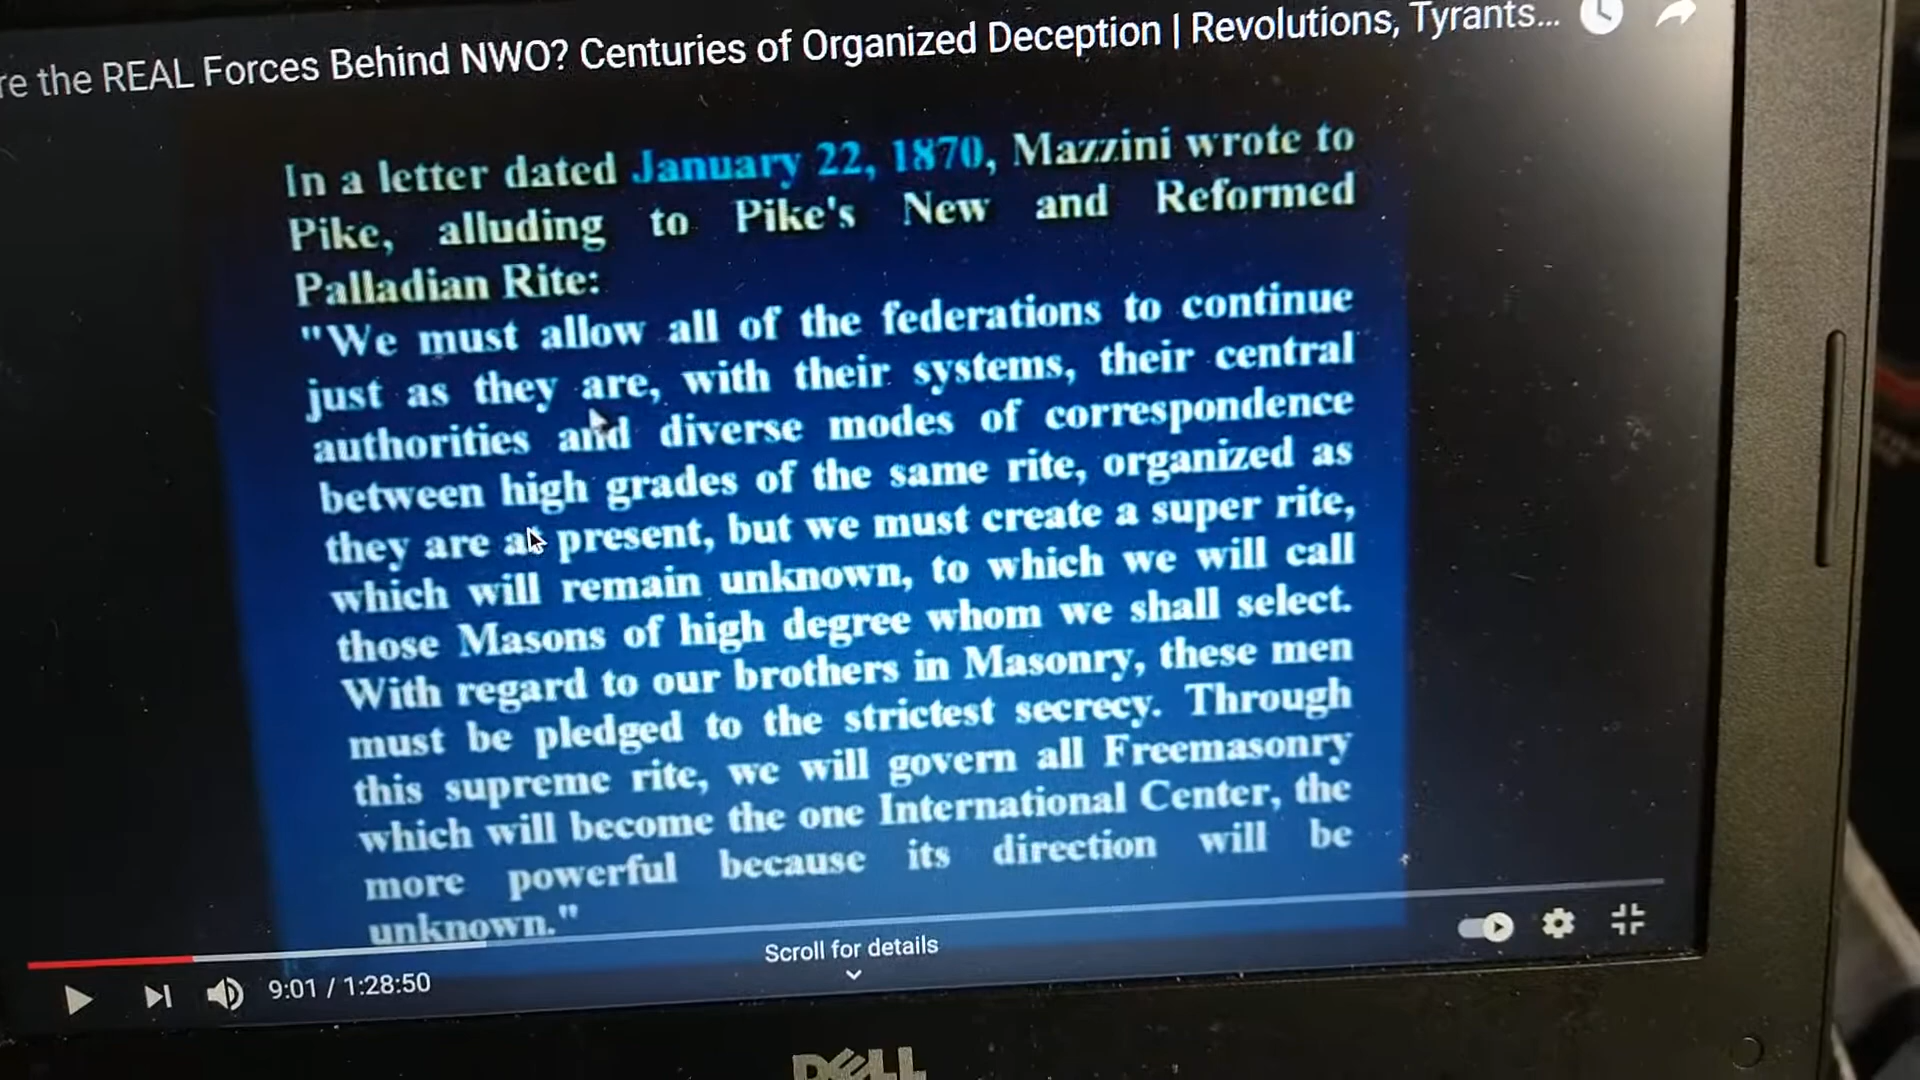 re the REAL Forces Behind NWO? Centuries of Organized Deception | Revolutions, Tyrants...
In a letter dated January 22, 1870, Mazzini wrote to
Pike, alluding to Pike's New and Reformed
Palladian Rite:
"We must allow all of the federations to continue
just as they are, with their systems, their central
authorities and diverse modes of correspondence
between high grades of the same rite, organized as
they are at present, but we must create a super rite,
which will remain unknown, to which we will call
those Masons of high degree whom we shall select.
With regard to our brothers in Masonry, these men
must be pledged to the strictest secrecy. Through
this supreme rite, we will govern all Freemasonry
which will become the one International Center, the
more powerful because its direction will be
unknown."
Scroll for details
9:01 / 1:28:50
DELL